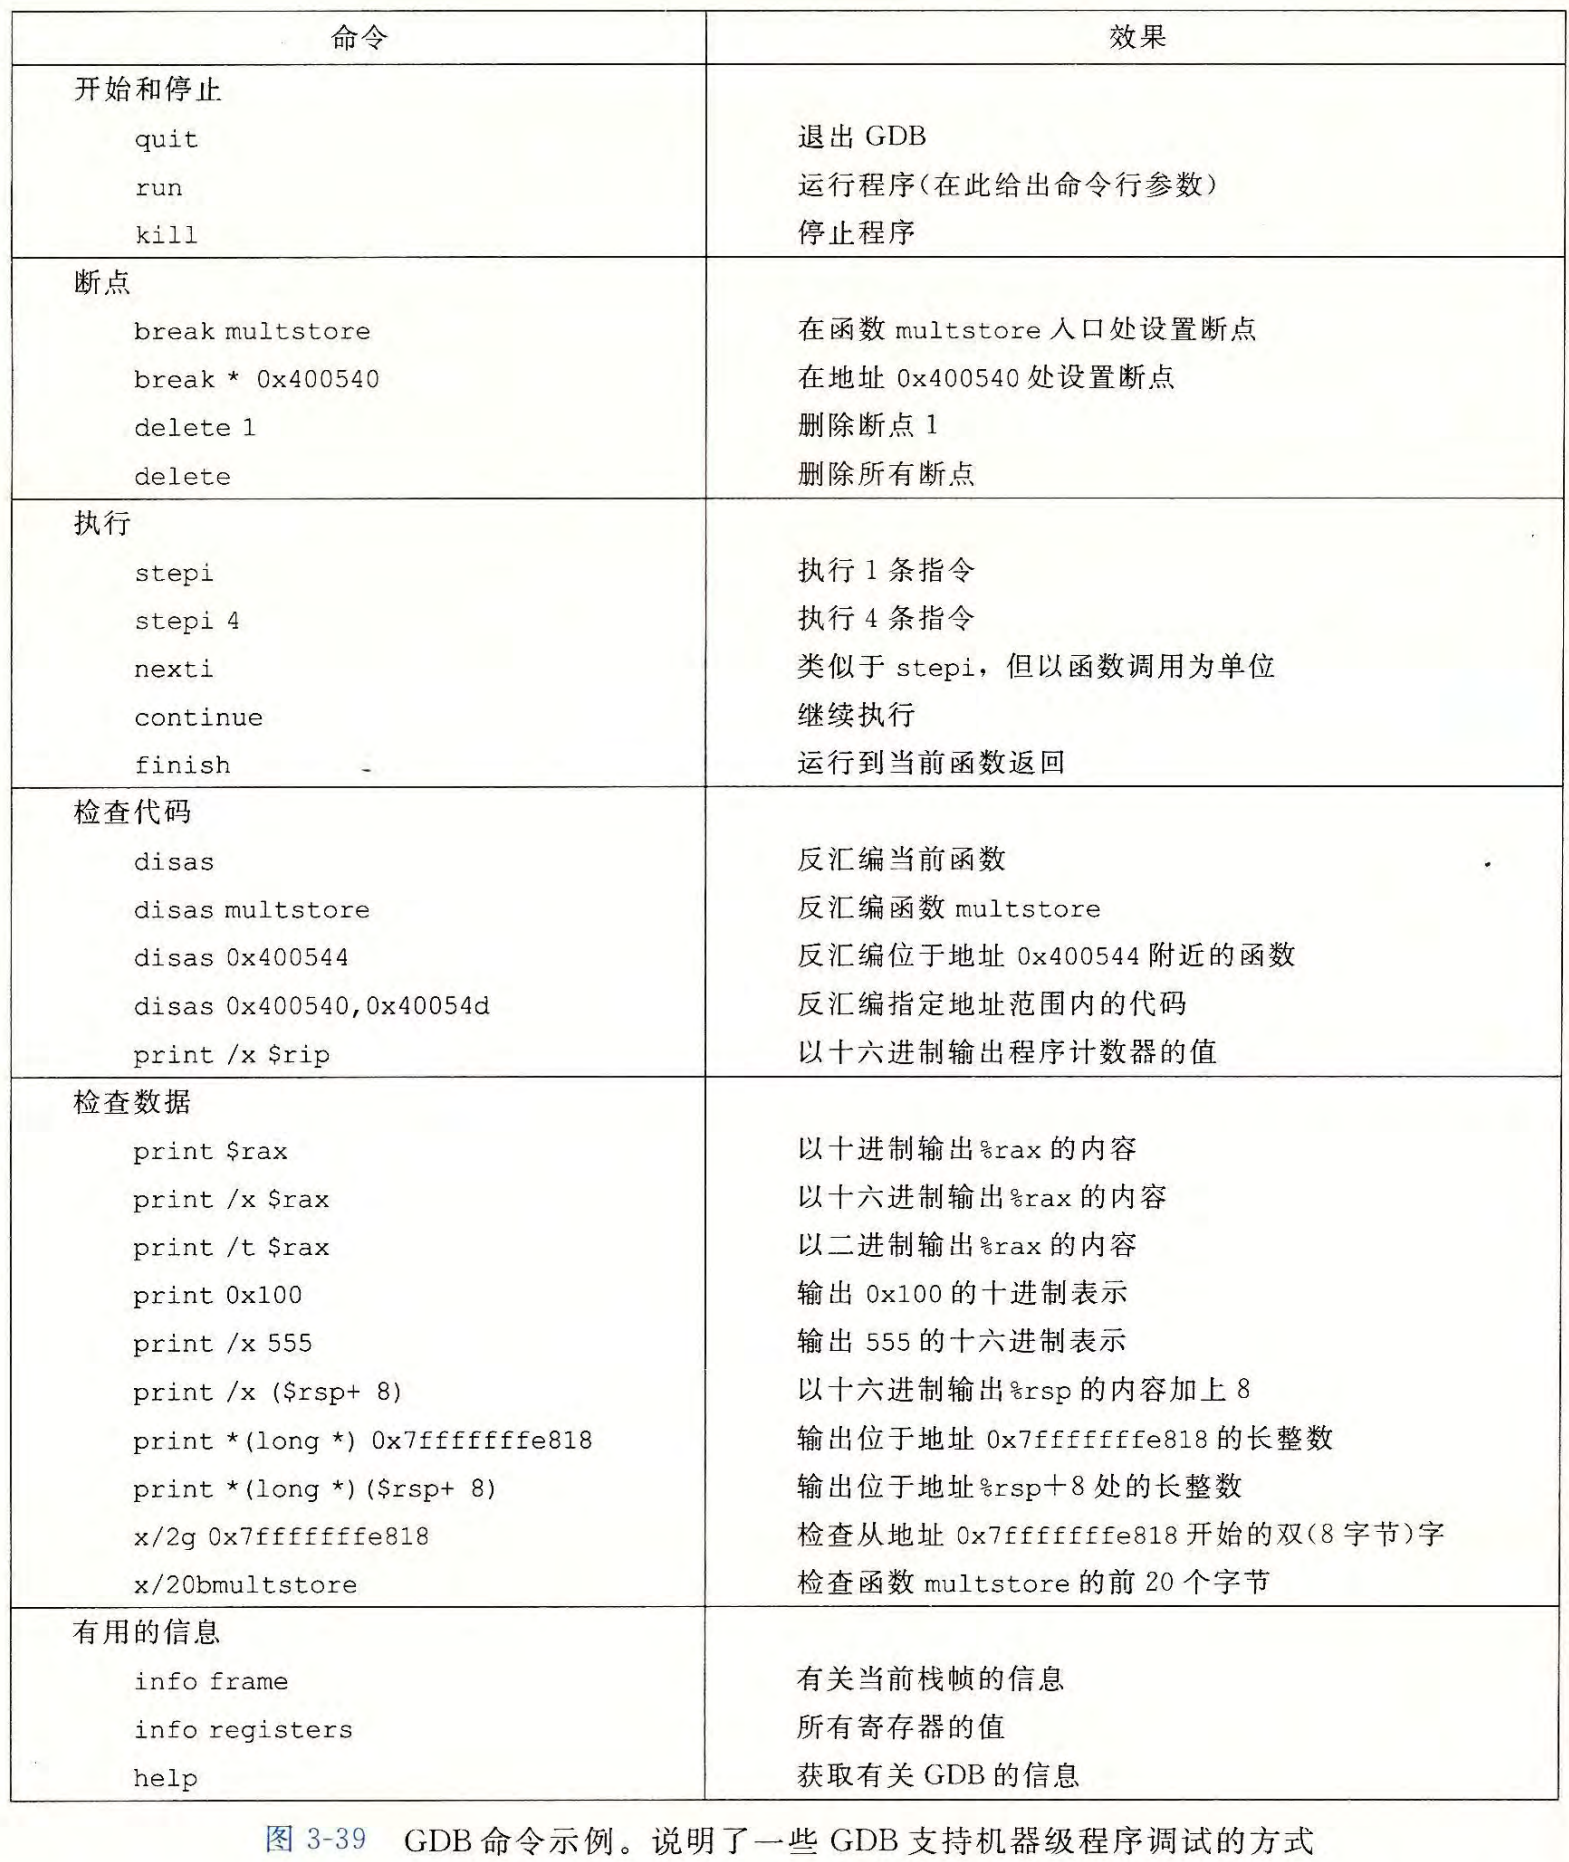 命令 效果
开始和停止
quit 退出 GDB
run 运行程序(在此给出命令行参数)
kill 停止程序
断点
break multstore 在函数 multstore 入口处设置断点
break * 0x400540 在地址 0x400540 处设置断点
delete 1 删除断点 1
delete 删除所有断点
执行
stepi 执行 1 条指令
stepi 4 执行 4 条指令
nexti 类似于 stepi，但以函数调用为单位
continue 继续执行
finish 运行到当前函数返回
检查代码
disas 反汇编当前函数
disas multstore 反汇编函数 multstore
disas 0x400544 反汇编位于地址 0x400544 附近的函数
disas 0x400540,0x40054d 反汇编指定地址范围内的代码
print /x $rip 以十六进制输出程序计数器的值
检查数据
print $rax 以十进制输出%rax 的内容
print /x $rax 以十六进制输出%rax 的内容
print /t $rax 以二进制输出%rax 的内容
print 0x100 输出 0x100 的十进制表示
print /x 555 输出 555 的十六进制表示
print /x ($rsp+ 8) 以十六进制输出%rsp 的内容加上 8
print *(long *) 0x7fffffffe818 输出位于地址 0x7fffffffe818 的长整数
print *(long *)($rsp+ 8) 输出位于地址%rsp+8 处的长整数
x/2g 0x7fffffffe818 检查从地址 0x7fffffffe818 开始的双(8 字节)字
x/20bmultstore 检查函数 multstore 的前 20 个字节
有用的信息
info frame 有关当前栈帧的信息
info registers 所有寄存器的值
help 获取有关 GDB 的信息
图 3-39 GDB 命令示例。说明了一些 GDB 支持机器级程序调试的方式